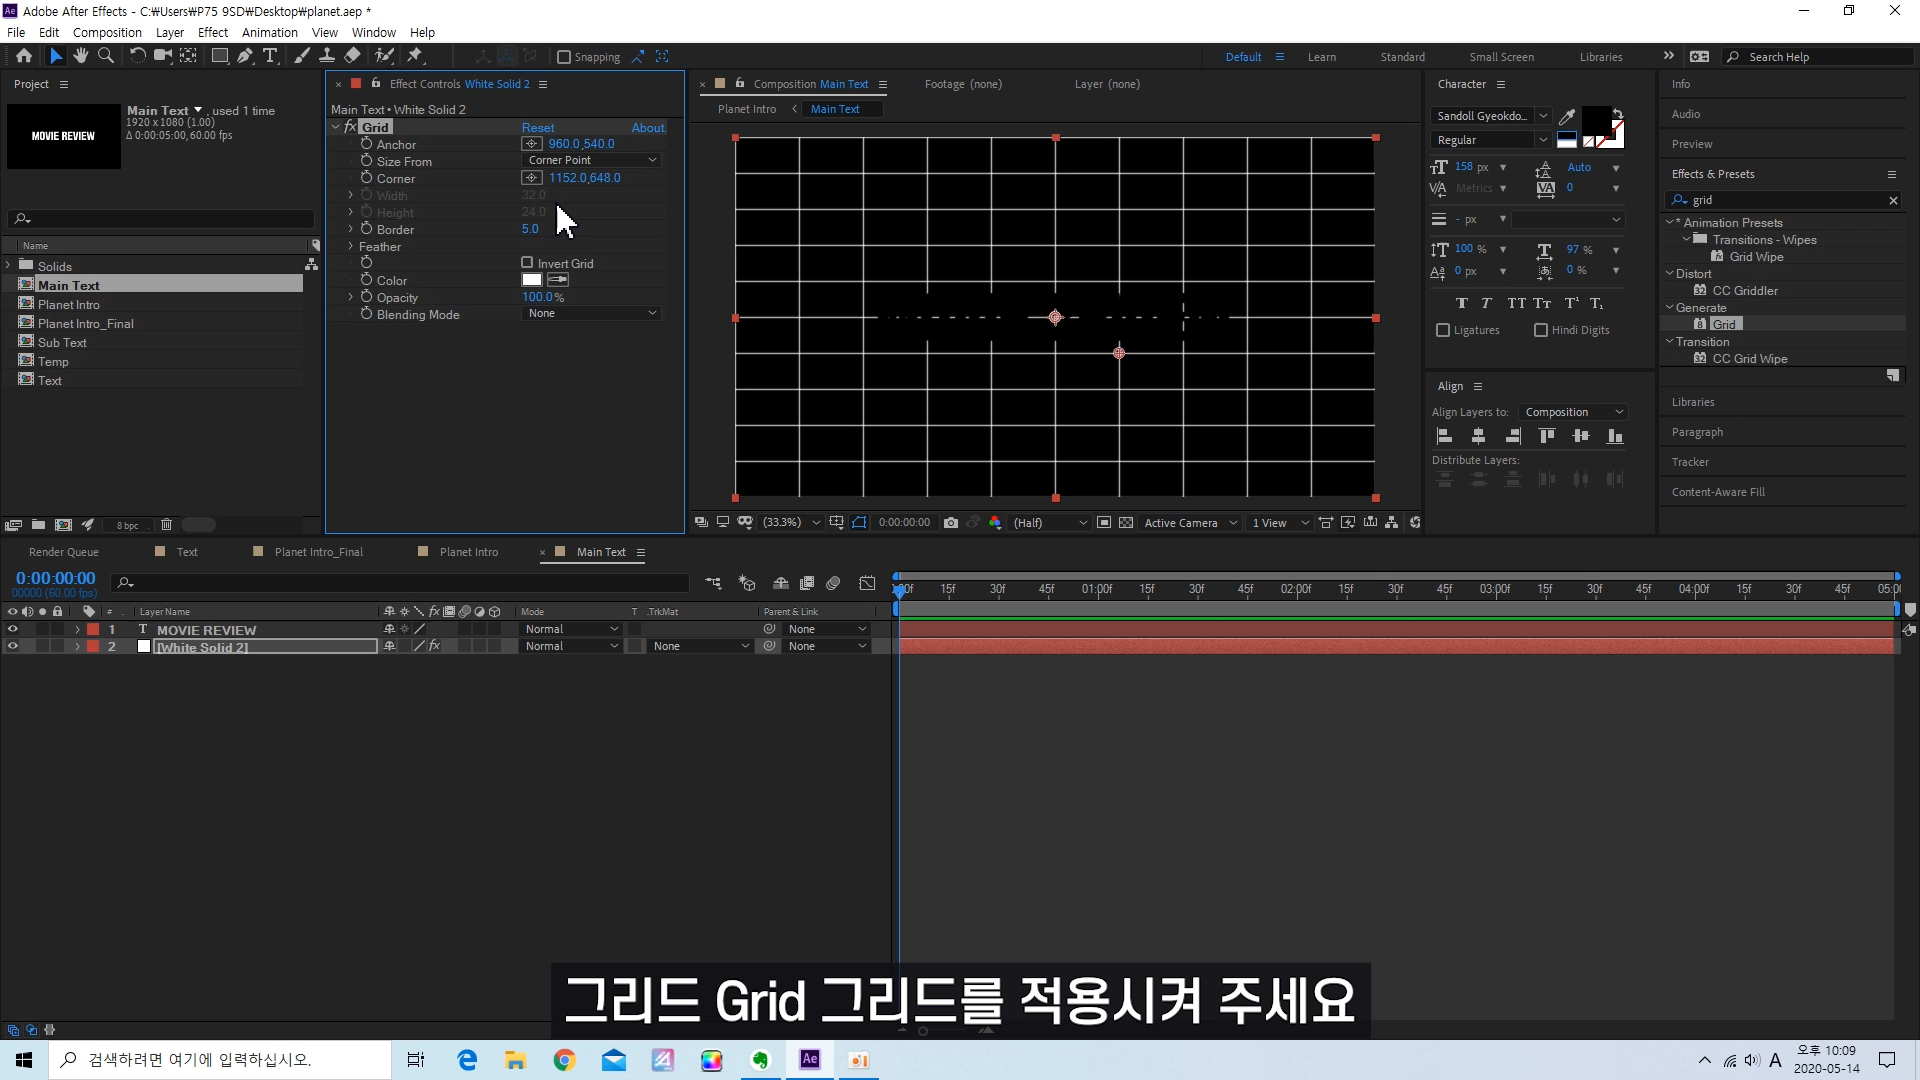 Adobe After Effects - C:₩Users₩P75 9SD₩Desktop₩planet.aep *
File Edit Composition Layer Effect Animation View Window Help
Snapping Default Learn Standard Small Screen Libraries Search Help
Project
Main Text , used 1 time
1920 x 1080 (1.00)
Δ 0:00:05:00, 60.00 fps
MOVIE REVIEW
Name
Solids
Main Text
Planet Intro
Planet Intro_Final
Sub Text
Temp
Text
8 bpc
Effect Controls White Solid 2
Main Text • White Solid 2
fx Grid Reset About.
Anchor 960.0,540.0
Size From Corner Point
Corner 1152.0,648.0
Width 32.0
Height 24.0
Border 5.0
Feather
Invert Grid
Color
Opacity 100.0%
Blending Mode None
Composition Main Text Footage (none) Layer (none)
Planet Intro Main Text
(33.3%) 0:00:00:00 (Half) Active Camera 1 View
Character
Sandoll Gyeokdo...
Regular
158 px Auto
Metrics 0
- px
100 % 97 %
0 px 0 %
Ligatures Hindi Digits
Align
Align Layers to: Composition
Distribute Layers:
Info
Audio
Preview
Effects & Presets
grid
* Animation Presets
Transitions - Wipes
Grid Wipe
Distort
CC Griddler
Generate
Grid
Transition
CC Grid Wipe
Libraries
Paragraph
Tracker
Content-Aware Fill
Render Queue Text Planet Intro_Final Planet Intro Main Text
0:00:00:00
00000 (60.00 fps)
:00f 15f 30f 45f 01:00f 15f 30f 45f 02:00f 15f 30f 45f 03:00f 15f 30f 45f 04:00f 15f 30f 45f 05:00
# Layer Name Mode T .TrkMat Parent & Link
1 T MOVIE REVIEW Normal None
2 [White Solid 2] Normal None None
그리드 Grid 그리드를 적용시켜 주세요
검색하려면 여기에 입력하십시오.
Ae
A
오후 10:09
2020-05-14